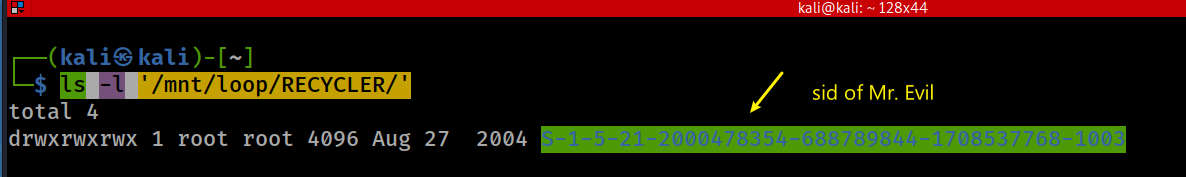 kali@kali: ~ 128x44
┌──(kali㉿kali)-[~]
└─$ ls -l '/mnt/loop/RECYCLER/'
sid of Mr. Evil
total 4
drwxrwxrwx 1 root root 4096 Aug 27  2004 S-1-5-21-2000478354-688789844-1708537768-1003